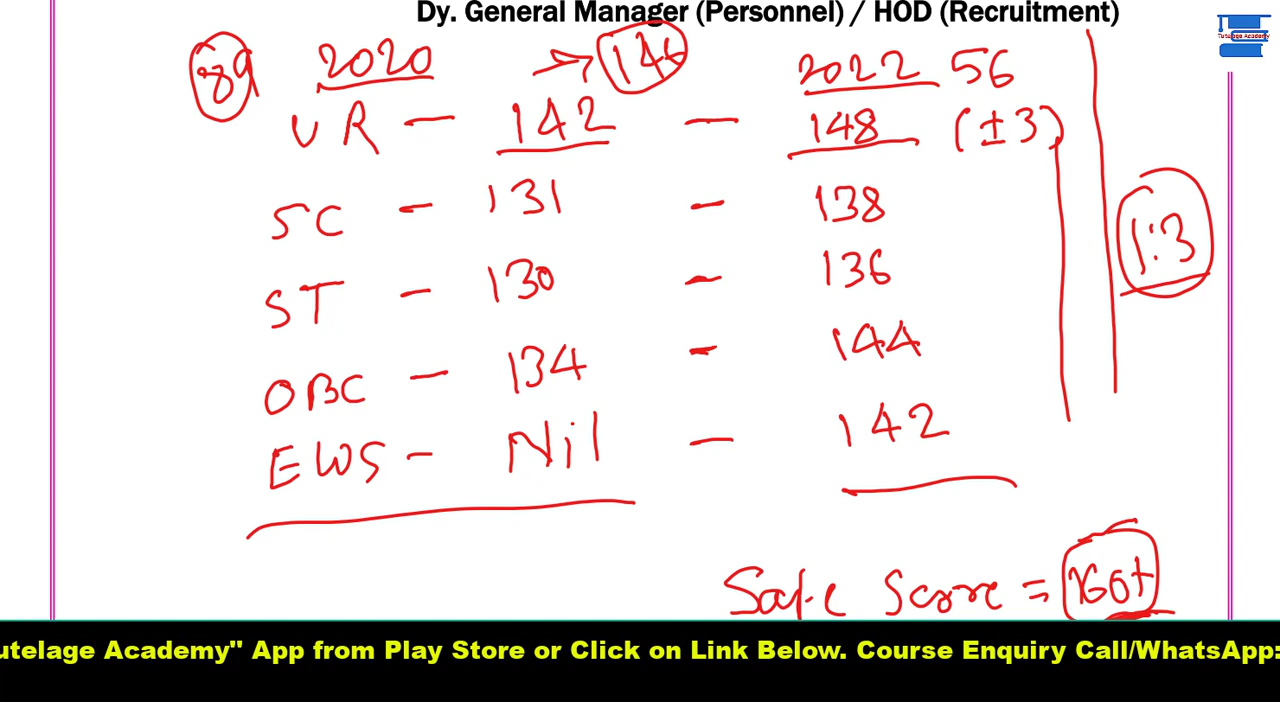 Dy. General Manager (Personnel) / HOD (Recruitment)
Tutelage Academy
89 2020 → 146 2022 56
UR - 142 - 148 (±3)
SC - 131 - 138
1:3
ST - 130 - 136
OBC - 134 - 144
EWS - Nil - 142
Safe Score = 160+
utelage Academy" App from Play Store or Click on Link Below. Course Enquiry Call/WhatsApp: